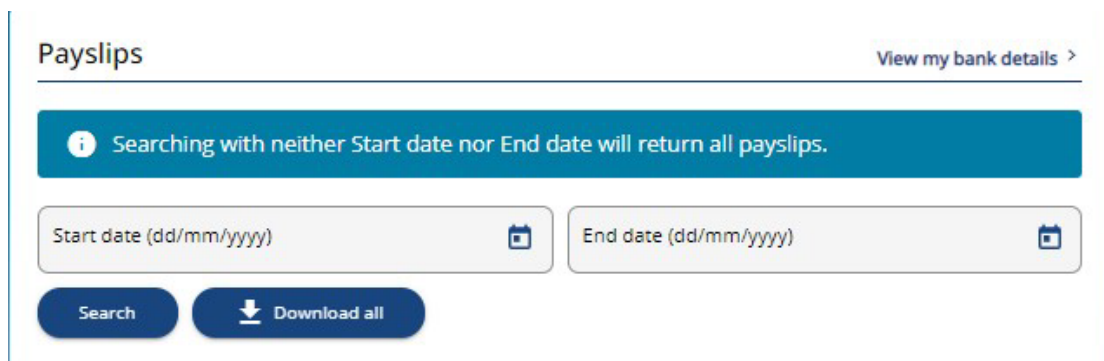 Payslips
View my bank details >
Searching with neither Start date nor End date will return all payslips.
Start date (dd/mm/yyyy)
End date (dd/mm/yyyy)
Search
Download all